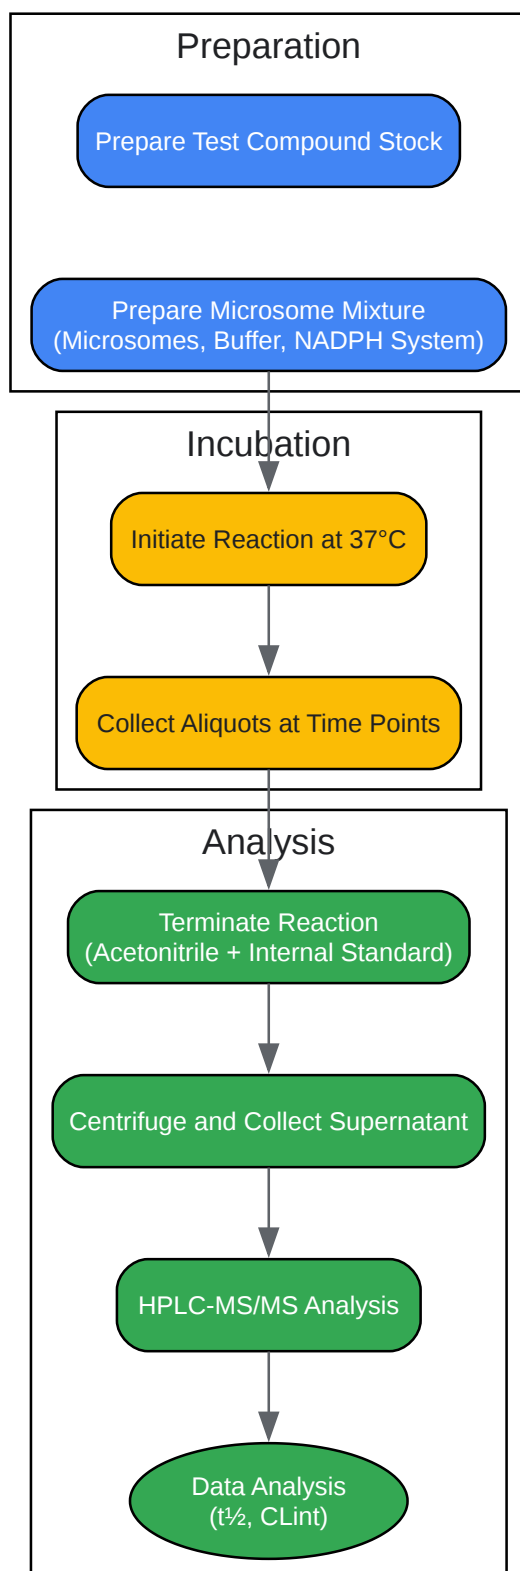 Preparation
Prepare Test Compound Stock
Prepare Microsome Mixture
(Microsomes, Buffer, NADPH System)
Incubation
Initiate Reaction at 37°C
Collect Aliquots at Time Points
Analysis
Terminate Reaction
(Acetonitrile + Internal Standard)
Centrifuge and Collect Supernatant
HPLC-MS/MS Analysis
Data Analysis
(t½, CLint)